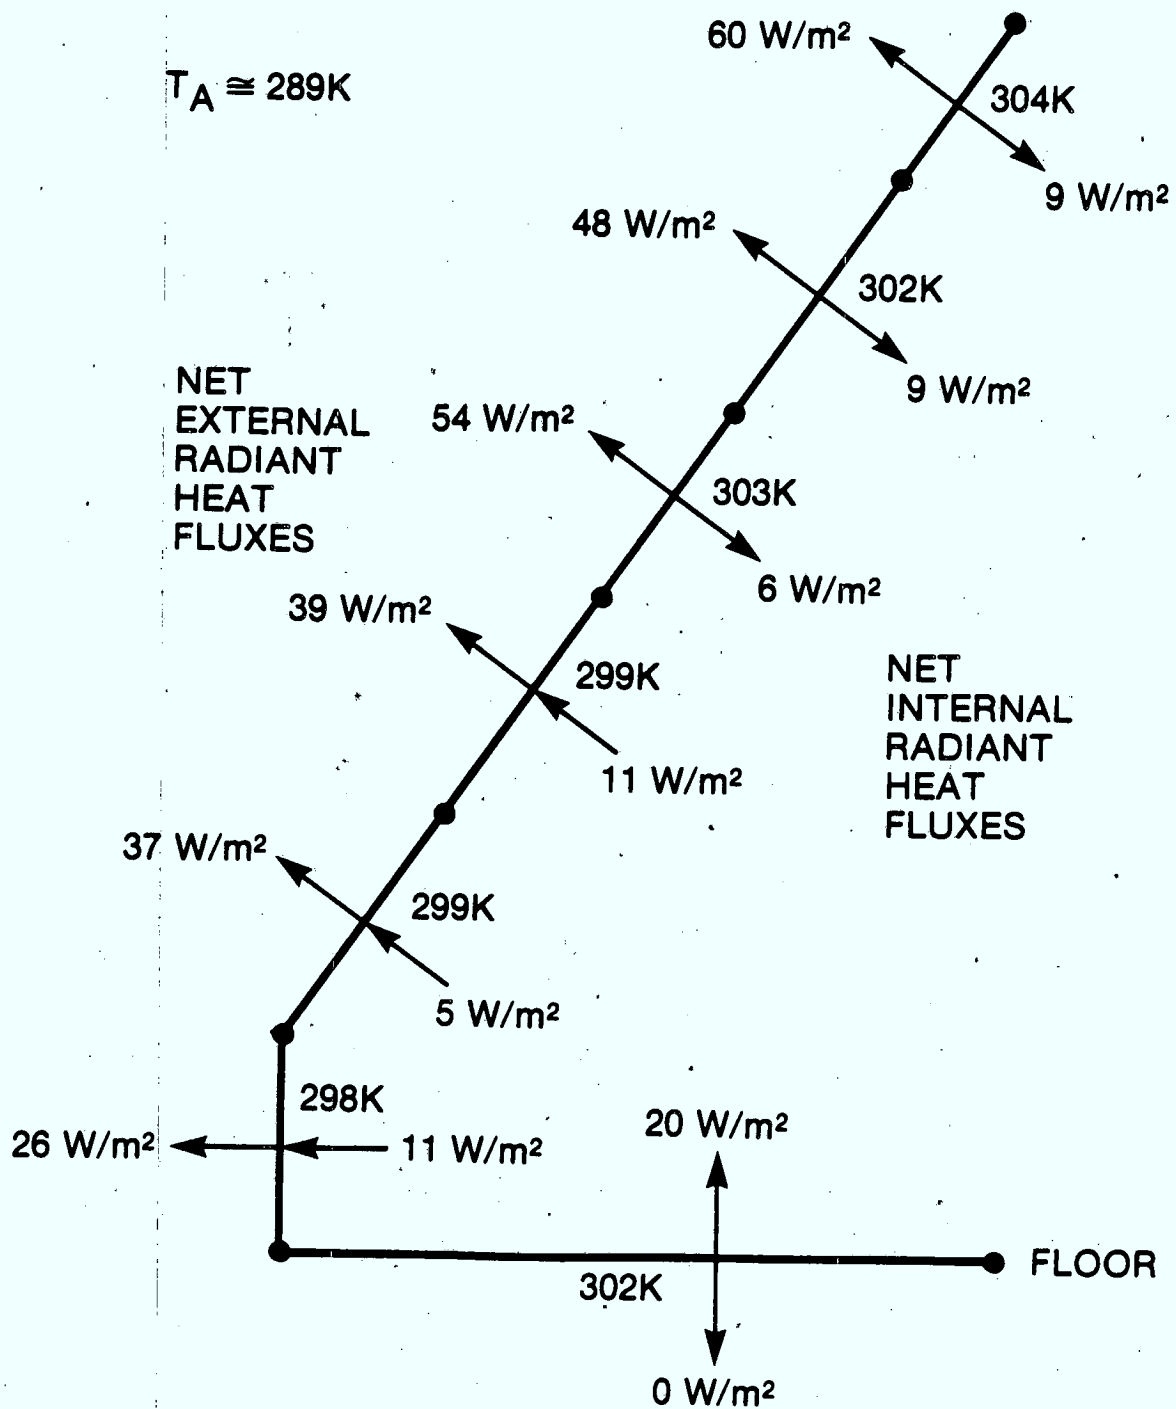 60 W/m²
T_A ≅ 289K
304K
9 W/m²
48 W/m²
302K
9 W/m²
NET
EXTERNAL
RADIANT
HEAT
FLUXES
54 W/m²
303K
6 W/m²
39 W/m²
299K
11 W/m²
NET
INTERNAL
RADIANT
HEAT
FLUXES
37 W/m²
299K
5 W/m²
298K
26 W/m²
11 W/m²
20 W/m²
302K
FLOOR
0 W/m²